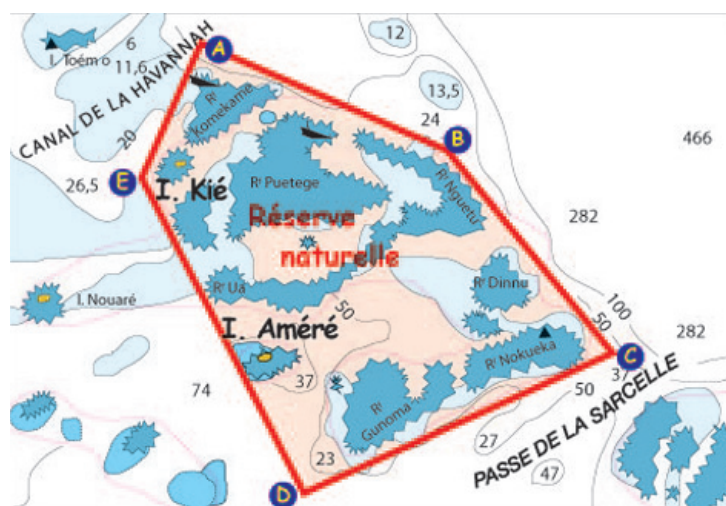 12
I. Toémo
6
11,6
A
CANAL DE LA HAVANNAH
Rᶠ Komekame
13,5
24
B
20
466
E
26,5
I. Kié
Rᶠ Puetege
Rᶠ Nguetu
Réserve
naturelle
282
Rᶠ Ua
Rᶠ Dinnu
I. Nouaré
50
100
50
I. Améré
282
Rᶠ Nokueka
C
37
74
37
50
Rᶠ Gunoma
PASSE DE LA SARCELLE
27
23
47
D